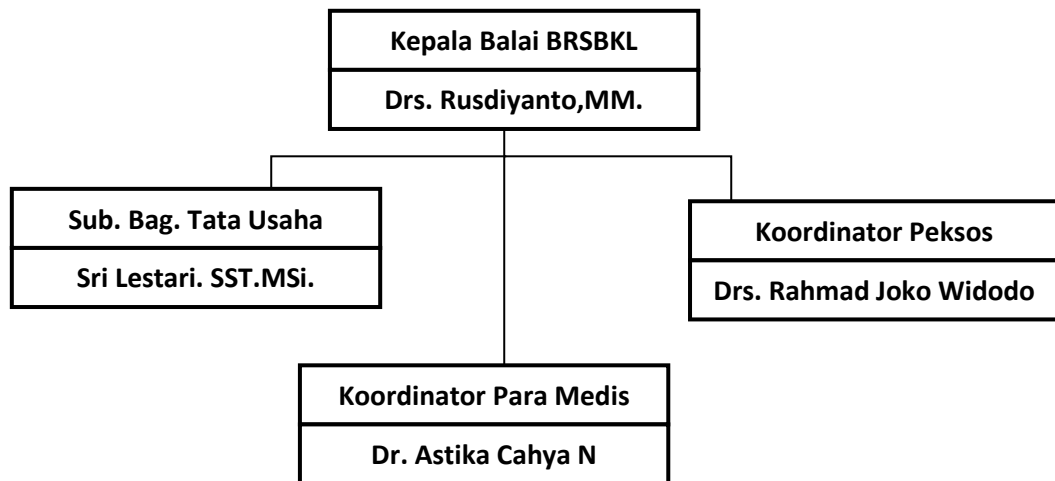 Kepala Balai BRSBKL
Drs. Rusdiyanto,MM.
Sub. Bag. Tata Usaha
Sri Lestari. SST.MSi.
Koordinator Peksos
Drs. Rahmad Joko Widodo
Koordinator Para Medis
Dr. Astika Cahya N